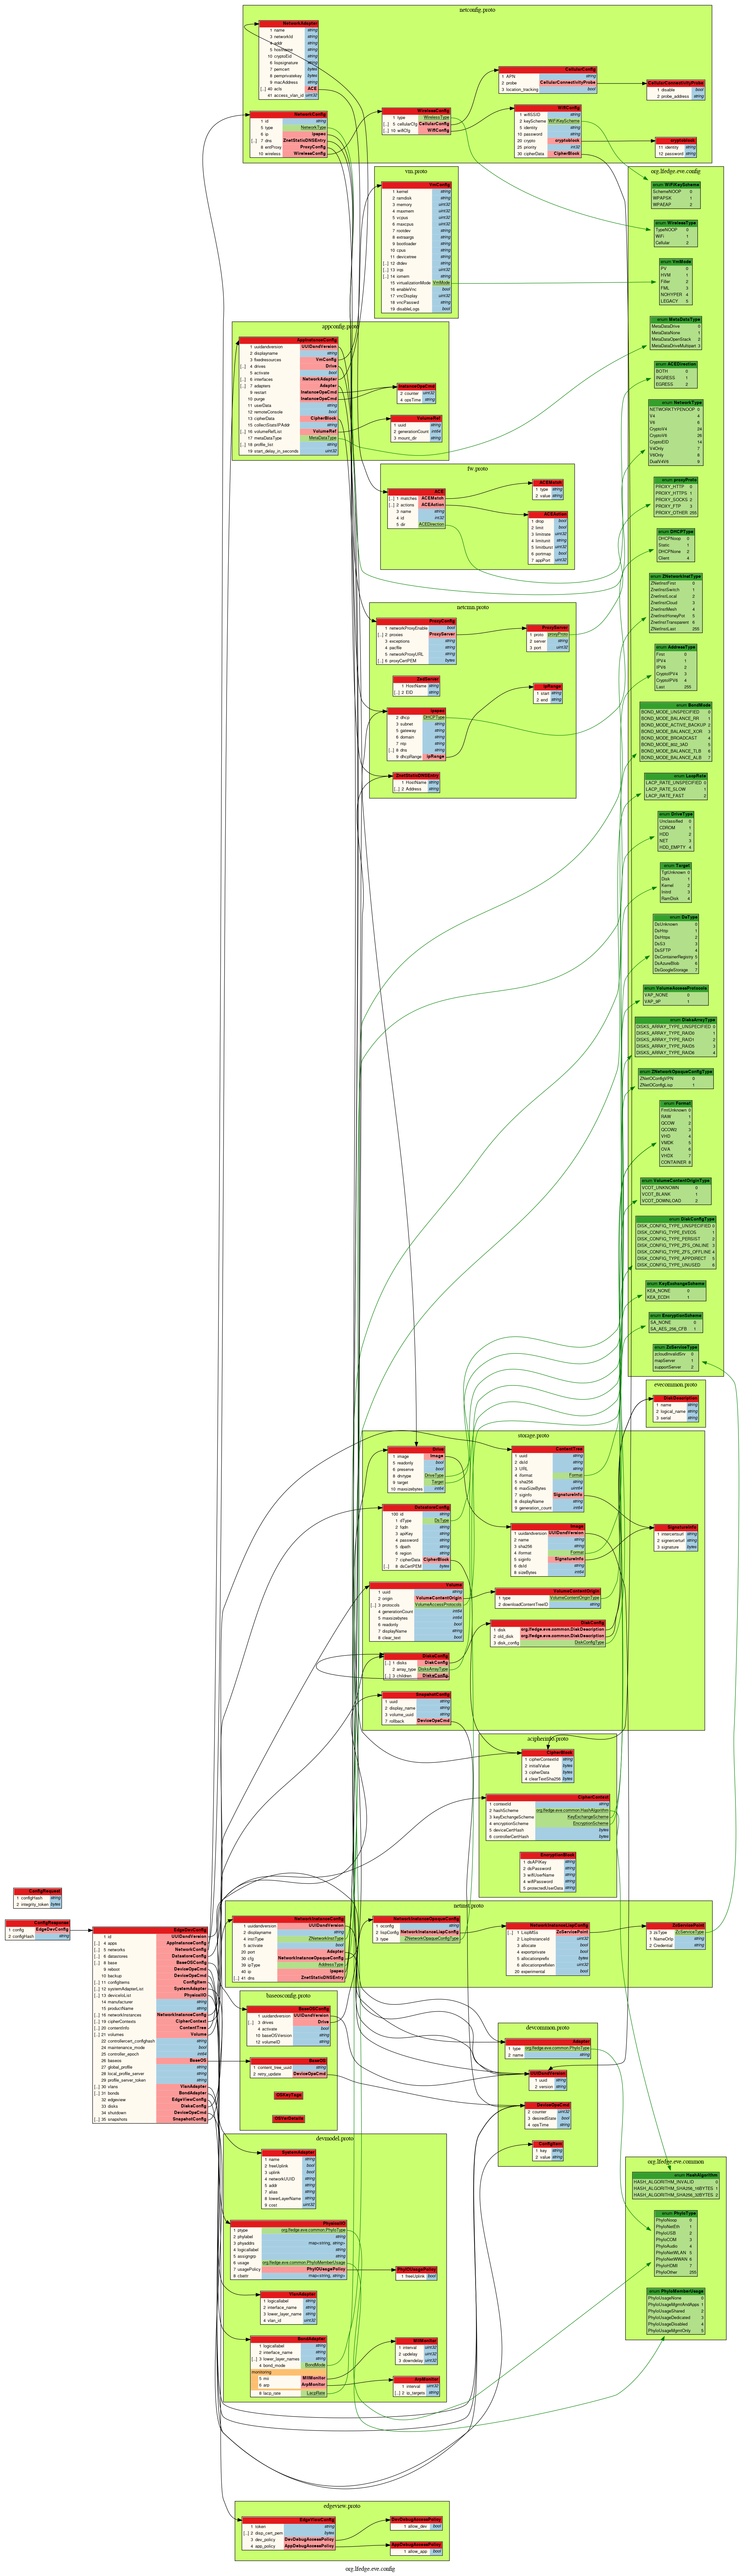 netconfig.proto
NetworkAdapter
1 name string
3 networkId string
4 addr string
5 hostname string
10 cryptoEid string
6 lispsignature string
7 pemcert bytes
8 pemprivatekey bytes
9 macAddress string
[...] 40 acls ACE
41 access_vlan_id uint32
NetworkConfig
1 id string
5 type NetworkType
6 ip ipspec
[...] 7 dns ZnetStaticDNSEntry
8 entProxy ProxyConfig
10 wireless WirelessConfig
WirelessConfig
1 type WirelessType
[...] 5 cellularCfg CellularConfig
[...] 10 wifiCfg WifiConfig
CellularConfig
1 APN string
2 probe CellularConnectivityProbe
3 location_tracking bool
CellularConnectivityProbe
1 disable bool
2 probe_address string
WifiConfig
1 wifiSSID string
2 keyScheme WiFiKeyScheme
5 identity string
10 password string
20 crypto cryptoblock
25 priority int32
30 cipherData CipherBlock
cryptoblock
11 identity string
12 password string
org.lfedge.eve.config
enum WiFiKeyScheme
SchemeNOOP 0
WPAPSK 1
WPAEAP 2
enum WirelessType
TypeNOOP 0
WiFi 1
Cellular 2
enum VmMode
PV 0
HVM 1
Filler 2
FML 3
NOHYPER 4
LEGACY 5
enum MetaDataType
MetaDataDrive 0
MetaDataNone 1
MetaDataOpenStack 2
MetaDataDriveMultipart 3
enum ACEDirection
BOTH 0
INGRESS 1
EGRESS 2
enum NetworkType
NETWORKTYPENOOP 0
V4 4
V6 6
CryptoV4 24
CryptoV6 26
CryptoEID 14
V4Only 7
V6Only 8
DualV4V6 9
enum proxyProto
PROXY_HTTP 0
PROXY_HTTPS 1
PROXY_SOCKS 2
PROXY_FTP 3
PROXY_OTHER 255
enum DHCPType
DHCPNoop 0
Static 1
DHCPNone 2
Client 4
enum ZNetworkInstType
ZNetInstFirst 0
ZnetInstSwitch 1
ZnetInstLocal 2
ZnetInstCloud 3
ZnetInstMesh 4
ZnetInstHoneyPot 5
ZnetInstTransparent 6
ZNetInstLast 255
enum AddressType
First 0
IPV4 1
IPV6 2
CryptoIPV4 3
CryptoIPV6 4
Last 255
enum BondMode
BOND_MODE_UNSPECIFIED 0
BOND_MODE_BALANCE_RR 1
BOND_MODE_ACTIVE_BACKUP 2
BOND_MODE_BALANCE_XOR 3
BOND_MODE_BROADCAST 4
BOND_MODE_802_3AD 5
BOND_MODE_BALANCE_TLB 6
BOND_MODE_BALANCE_ALB 7
enum LacpRate
LACP_RATE_UNSPECIFIED 0
LACP_RATE_SLOW 1
LACP_RATE_FAST 2
enum DriveType
Unclassified 0
CDROM 1
HDD 2
NET 3
HDD_EMPTY 4
enum Target
TgtUnknown 0
Disk 1
Kernel 2
Initrd 3
RamDisk 4
enum DsType
DsUnknown 0
DsHttp 1
DsHttps 2
DsS3 3
DsSFTP 4
DsContainerRegistry 5
DsAzureBlob 6
DsGoogleStorage 7
enum VolumeAccessProtocols
VAP_NONE 0
VAP_9P 1
enum DisksArrayType
DISKS_ARRAY_TYPE_UNSPECIFIED 0
DISKS_ARRAY_TYPE_RAID0 1
DISKS_ARRAY_TYPE_RAID1 2
DISKS_ARRAY_TYPE_RAID5 3
DISKS_ARRAY_TYPE_RAID6 4
enum ZNetworkOpaqueConfigType
ZNetOConfigVPN 0
ZNetOConfigLisp 1
enum Format
FmtUnknown 0
RAW 1
QCOW 2
QCOW2 3
VHD 4
VMDK 5
OVA 6
VHDX 7
CONTAINER 8
enum VolumeContentOriginType
VCOT_UNKNOWN 0
VCOT_BLANK 1
VCOT_DOWNLOAD 2
enum DiskConfigType
DISK_CONFIG_TYPE_UNSPECIFIED 0
DISK_CONFIG_TYPE_EVEOS 1
DISK_CONFIG_TYPE_PERSIST 2
DISK_CONFIG_TYPE_ZFS_ONLINE 3
DISK_CONFIG_TYPE_ZFS_OFFLINE 4
DISK_CONFIG_TYPE_APPDIRECT 5
DISK_CONFIG_TYPE_UNUSED 6
enum KeyExchangeScheme
KEA_NONE 0
KEA_ECDH 1
enum EncryptionScheme
SA_NONE 0
SA_AES_256_CFB 1
enum ZcServiceType
zcloudInvalidSrv 0
mapServer 1
supportServer 2
vm.proto
VmConfig
1 kernel string
2 ramdisk string
3 memory uint32
4 maxmem uint32
5 vcpus uint32
6 maxcpus uint32
7 rootdev string
8 extraargs string
9 bootloader string
10 cpus string
11 devicetree string
[...] 12 dtdev string
[...] 13 irqs uint32
[...] 14 iomem string
15 virtualizationMode VmMode
16 enableVnc bool
17 vncDisplay uint32
18 vncPasswd string
19 disableLogs bool
appconfig.proto
AppInstanceConfig
1 uuidandversion UUIDandVersion
2 displayname string
3 fixedresources VmConfig
[...] 4 drives Drive
5 activate bool
[...] 6 interfaces NetworkAdapter
[...] 7 adapters Adapter
9 restart InstanceOpsCmd
10 purge InstanceOpsCmd
11 userData string
12 remoteConsole bool
13 cipherData CipherBlock
15 collectStatsIPAddr string
[...] 16 volumeRefList VolumeRef
17 metaDataType MetaDataType
[...] 18 profile_list string
19 start_delay_in_seconds uint32
InstanceOpsCmd
2 counter uint32
4 opsTime string
VolumeRef
1 uuid string
2 generationCount int64
3 mount_dir string
fw.proto
ACE
[...] 1 matches ACEMatch
[...] 2 actions ACEAction
3 name string
4 id int32
5 dir ACEDirection
ACEMatch
1 type string
2 value string
ACEAction
1 drop bool
2 limit bool
3 limitrate uint32
4 limitunit string
5 limitburst uint32
6 portmap bool
7 appPort uint32
netcmn.proto
ProxyConfig
1 networkProxyEnable bool
[...] 2 proxies ProxyServer
3 exceptions string
4 pacfile string
5 networkProxyURL string
[...] 6 proxyCertPEM bytes
ProxyServer
1 proto proxyProto
2 server string
3 port uint32
ZedServer
1 HostName string
[...] 2 EID string
ipspec
2 dhcp DHCPType
3 subnet string
5 gateway string
6 domain string
7 ntp string
[...] 8 dns string
9 dhcpRange ipRange
ipRange
1 start string
2 end string
ZnetStaticDNSEntry
1 HostName string
[...] 2 Address string
evecommon.proto
DiskDescription
1 name string
2 logical_name string
3 serial string
storage.proto
Drive
1 image Image
5 readonly bool
6 preserve bool
8 drvtype DriveType
9 target Target
10 maxsizebytes int64
ContentTree
1 uuid string
2 dsId string
3 URL string
4 iformat Format
5 sha256 string
6 maxSizeBytes uint64
7 siginfo SignatureInfo
8 displayName string
9 generation_count int64
DatastoreConfig
100 id string
1 dType DsType
2 fqdn string
3 apiKey string
4 password string
5 dpath string
6 region string
7 cipherData CipherBlock
[...] 8 dsCertPEM bytes
Image
1 uuidandversion UUIDandVersion
2 name string
3 sha256 string
4 iformat Format
5 siginfo SignatureInfo
6 dsId string
8 sizeBytes int64
SignatureInfo
1 intercertsurl string
2 signercerturl string
3 signature bytes
Volume
1 uuid string
2 origin VolumeContentOrigin
[...] 3 protocols VolumeAccessProtocols
4 generationCount int64
5 maxsizebytes int64
6 readonly bool
7 displayName string
8 clear_text bool
VolumeContentOrigin
1 type VolumeContentOriginType
2 downloadContentTreeID string
DiskConfig
1 disk org.lfedge.eve.common.DiskDescription
2 old_disk org.lfedge.eve.common.DiskDescription
3 disk_config DiskConfigType
DisksConfig
[...] 1 disks DiskConfig
2 array_type DisksArrayType
[...] 3 children DisksConfig
SnapshotConfig
1 uuid string
2 display_name string
3 volume_uuid string
7 rollback DeviceOpsCmd
acipherinfo.proto
CipherBlock
1 cipherContextId string
2 initialValue bytes
3 cipherData bytes
4 clearTextSha256 bytes
CipherContext
1 contextId string
2 hashScheme org.lfedge.eve.common.HashAlgorithm
3 keyExchangeScheme KeyExchangeScheme
4 encryptionScheme EncryptionScheme
5 deviceCertHash bytes
6 controllerCertHash bytes
EncryptionBlock
1 dsAPIKey string
2 dsPassword string
3 wifiUserName string
4 wifiPassword string
5 protectedUserData string
ConfigRequest
1 configHash string
2 integrity_token bytes
ConfigResponse
1 config EdgeDevConfig
2 configHash string
EdgeDevConfig
1 id UUIDandVersion
[...] 4 apps AppInstanceConfig
[...] 5 networks NetworkConfig
[...] 6 datastores DatastoreConfig
[...] 8 base BaseOSConfig
9 reboot DeviceOpsCmd
10 backup DeviceOpsCmd
[...] 11 configItems ConfigItem
[...] 12 systemAdapterList SystemAdapter
[...] 13 deviceIoList PhysicalIO
14 manufacturer string
15 productName string
[...] 16 networkInstances NetworkInstanceConfig
[...] 19 cipherContexts CipherContext
[...] 20 contentInfo ContentTree
[...] 21 volumes Volume
22 controllercert_confighash string
24 maintenance_mode bool
25 controller_epoch int64
26 baseos BaseOS
27 global_profile string
28 local_profile_server string
29 profile_server_token string
[...] 30 vlans VlanAdapter
[...] 31 bonds BondAdapter
32 edgeview EdgeViewConfig
33 disks DisksConfig
34 shutdown DeviceOpsCmd
[...] 35 snapshots SnapshotConfig
netinst.proto
NetworkInstanceConfig
1 uuidandversion UUIDandVersion
2 displayname string
4 instType ZNetworkInstType
5 activate bool
20 port Adapter
30 cfg NetworkInstanceOpaqueConfig
39 ipType AddressType
40 ip ipspec
[...] 41 dns ZnetStaticDNSEntry
NetworkInstanceOpaqueConfig
1 oconfig string
2 lispConfig NetworkInstanceLispConfig
3 type ZNetworkOpaqueConfigType
NetworkInstanceLispConfig
[...] 1 LispMSs ZcServicePoint
2 LispInstanceId uint32
3 allocate bool
4 exportprivate bool
5 allocationprefix bytes
6 allocationprefixlen uint32
20 experimental bool
ZcServicePoint
3 zsType ZcServiceType
1 NameOrIp string
2 Credential string
baseosconfig.proto
BaseOSConfig
1 uuidandversion UUIDandVersion
[...] 3 drives Drive
4 activate bool
10 baseOSVersion string
12 volumeID string
BaseOS
1 content_tree_uuid string
2 retry_update DeviceOpsCmd
OSKeyTags
OSVerDetails
devcommon.proto
Adapter
1 type org.lfedge.eve.common.PhyIoType
2 name string
UUIDandVersion
1 uuid string
2 version string
DeviceOpsCmd
2 counter uint32
3 desiredState bool
4 opsTime string
ConfigItem
1 key string
2 value string
devmodel.proto
SystemAdapter
1 name string
2 freeUplink bool
3 uplink bool
4 networkUUID string
5 addr string
7 alias string
8 lowerLayerName string
9 cost uint32
PhysicalIO
1 ptype org.lfedge.eve.common.PhyIoType
2 phylabel string
3 phyaddrs map<string, string>
4 logicallabel string
5 assigngrp string
6 usage org.lfedge.eve.common.PhyIoMemberUsage
7 usagePolicy PhyIOUsagePolicy
8 cbattr map<string, string>
PhyIOUsagePolicy
1 freeUplink bool
VlanAdapter
1 logicallabel string
2 interface_name string
3 lower_layer_name string
4 vlan_id uint32
BondAdapter
1 logicallabel string
2 interface_name string
[...] 3 lower_layer_names string
4 bond_mode BondMode
monitoring
5 mii MIIMonitor
6 arp ArpMonitor
8 lacp_rate LacpRate
MIIMonitor
1 interval uint32
2 updelay uint32
3 downdelay uint32
ArpMonitor
1 interval uint32
[...] 2 ip_targets string
org.lfedge.eve.common
enum HashAlgorithm
HASH_ALGORITHM_INVALID 0
HASH_ALGORITHM_SHA256_16BYTES 1
HASH_ALGORITHM_SHA256_32BYTES 2
enum PhyIoType
PhyIoNoop 0
PhyIoNetEth 1
PhyIoUSB 2
PhyIoCOM 3
PhyIoAudio 4
PhyIoNetWLAN 5
PhyIoNetWWAN 6
PhyIoHDMI 7
PhyIoOther 255
enum PhyIoMemberUsage
PhyIoUsageNone 0
PhyIoUsageMgmtAndApps 1
PhyIoUsageShared 2
PhyIoUsageDedicated 3
PhyIoUsageDisabled 4
PhyIoUsageMgmtOnly 5
edgeview.proto
EdgeViewConfig
1 token string
[...] 2 disp_cert_pem bytes
3 dev_policy DevDebugAccessPolicy
4 app_policy AppDebugAccessPolicy
DevDebugAccessPolicy
1 allow_dev bool
AppDebugAccessPolicy
1 allow_app bool
org.lfedge.eve.config